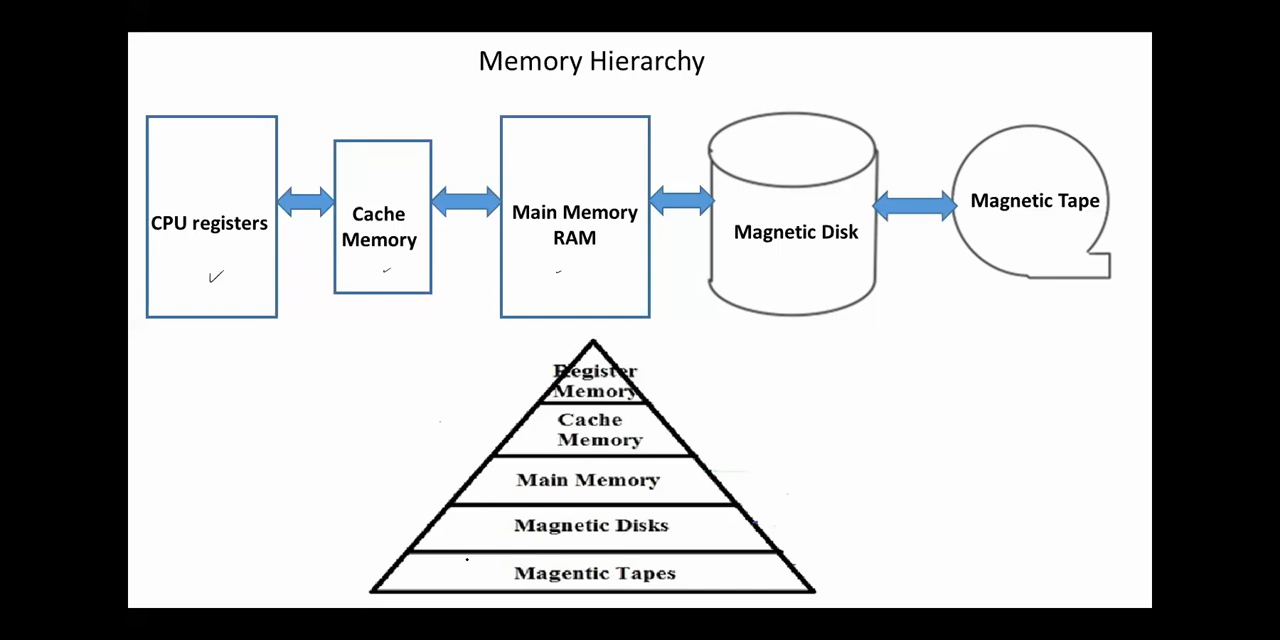 Memory Hierarchy
CPU registers
Cache
Memory
Main Memory
RAM
Magnetic Disk
Magnetic Tape
Register
Memory
Cache
Memory
Main Memory
Magnetic Disks
Magentic Tapes